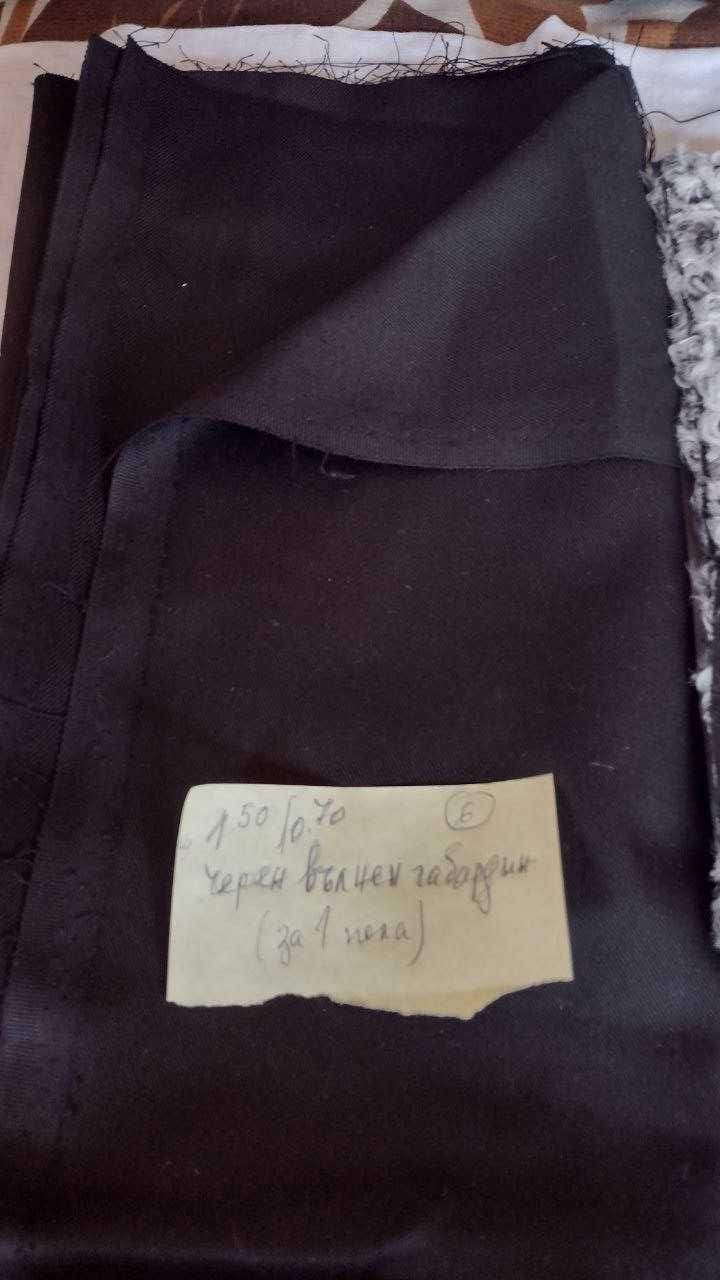 1.50/0.70 6
черен вълнен габардин
(за 1 пола)